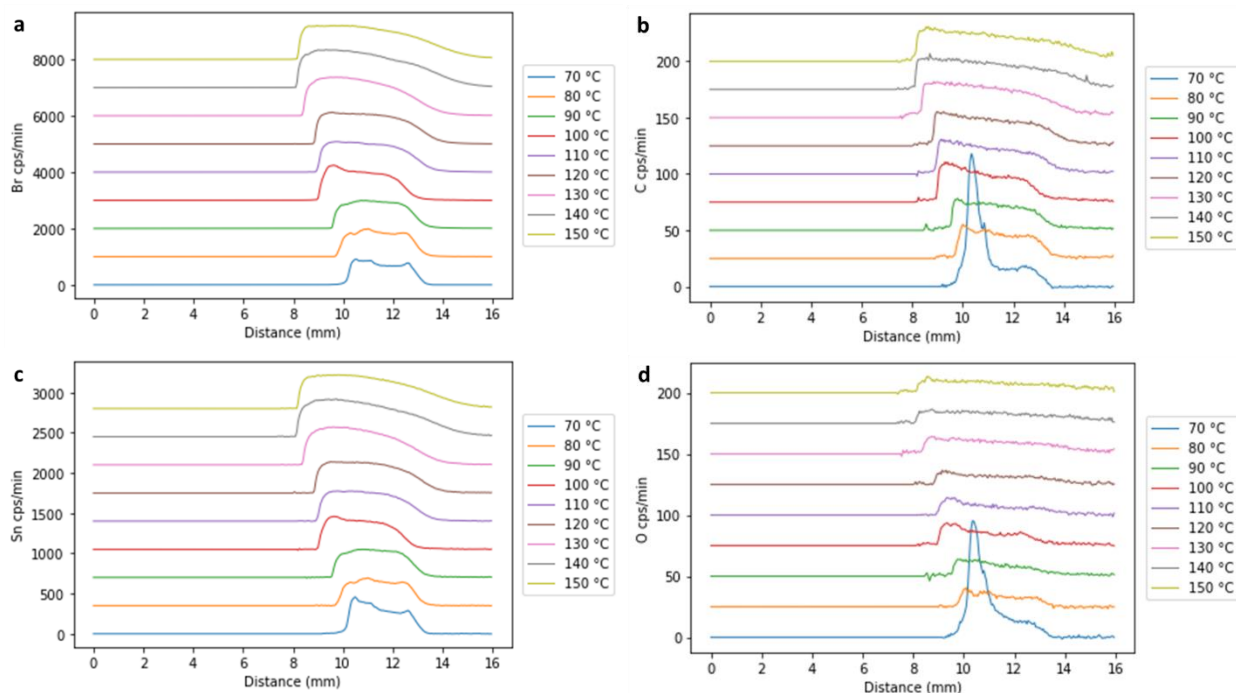 a
Br cps/min
8000
6000
4000
2000
0
0 2 4 6 8 10 12 14 16
Distance (mm)
70 °C
80 °C
90 °C
100 °C
110 °C
120 °C
130 °C
140 °C
150 °C
b
C cps/min
200
150
100
50
0
0 2 4 6 8 10 12 14 16
Distance (mm)
70 °C
80 °C
90 °C
100 °C
110 °C
120 °C
130 °C
140 °C
150 °C
c
Sn cps/min
3000
2500
2000
1500
1000
500
0
0 2 4 6 8 10 12 14 16
Distance (mm)
70 °C
80 °C
90 °C
100 °C
110 °C
120 °C
130 °C
140 °C
150 °C
d
O cps/min
200
150
100
50
0
0 2 4 6 8 10 12 14 16
Distance (mm)
70 °C
80 °C
90 °C
100 °C
110 °C
120 °C
130 °C
140 °C
150 °C